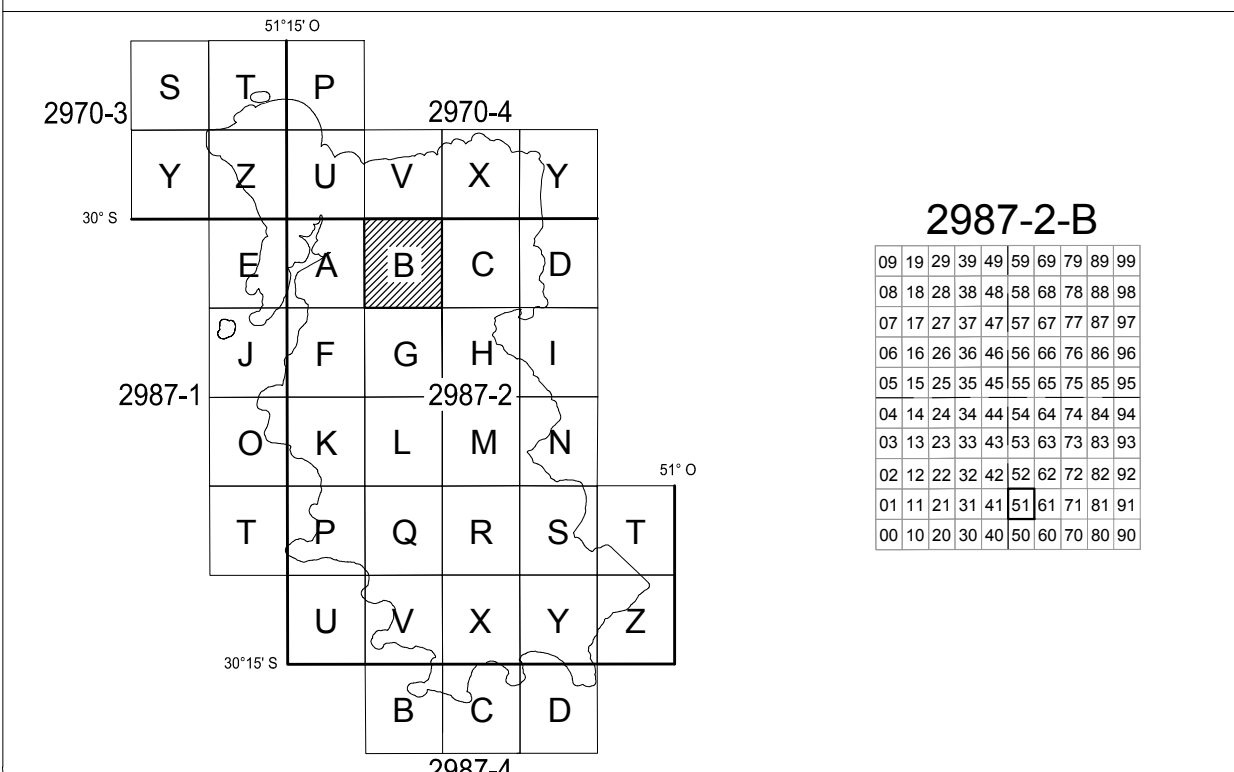 51°15' O
S T P
2970-3
2970-4
Y Z U V X Y
30° S
E A B C D
J F G H I
2987-1
2987-2
O K L M N
51° O
T P Q R S T
U V X Y Z
30°15' S
B C D
2987-4
2987-2-B
09 19 29 39 49 59 69 79 89 99
08 18 28 38 48 58 68 78 88 98
07 17 27 37 47 57 67 77 87 97
06 16 26 36 46 56 66 76 86 96
05 15 25 35 45 55 65 75 85 95
04 14 24 34 44 54 64 74 84 94
03 13 23 33 43 53 63 73 83 93
02 12 22 32 42 52 62 72 82 92
01 11 21 31 41 51 61 71 81 91
00 10 20 30 40 50 60 70 80 90